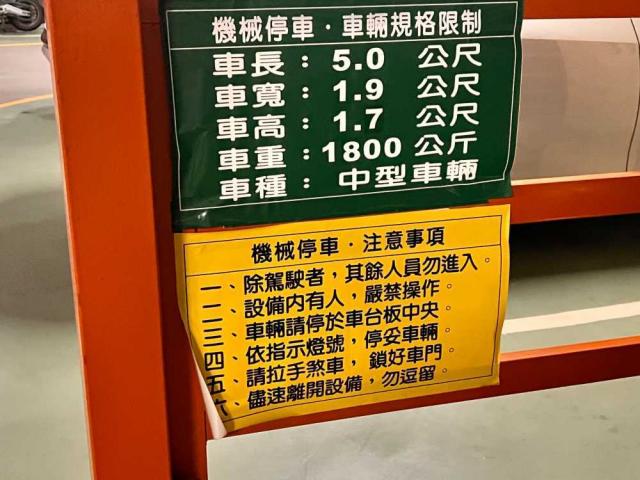 機械停車・車輛規格限制
車長：5.0 公尺
車寬：1.9 公尺
車高：1.7 公尺
車重：1800公斤
車種：中型車輛
機械停車・注意事項
一、除駕駛者，其餘人員勿進入。
二、設備內有人，嚴禁操作。
三、車輛請停於車台板中央。
四、依指示燈號，停妥車輛。
五、請拉手煞車，鎖好車門。
六、儘速離開設備，勿逗留。